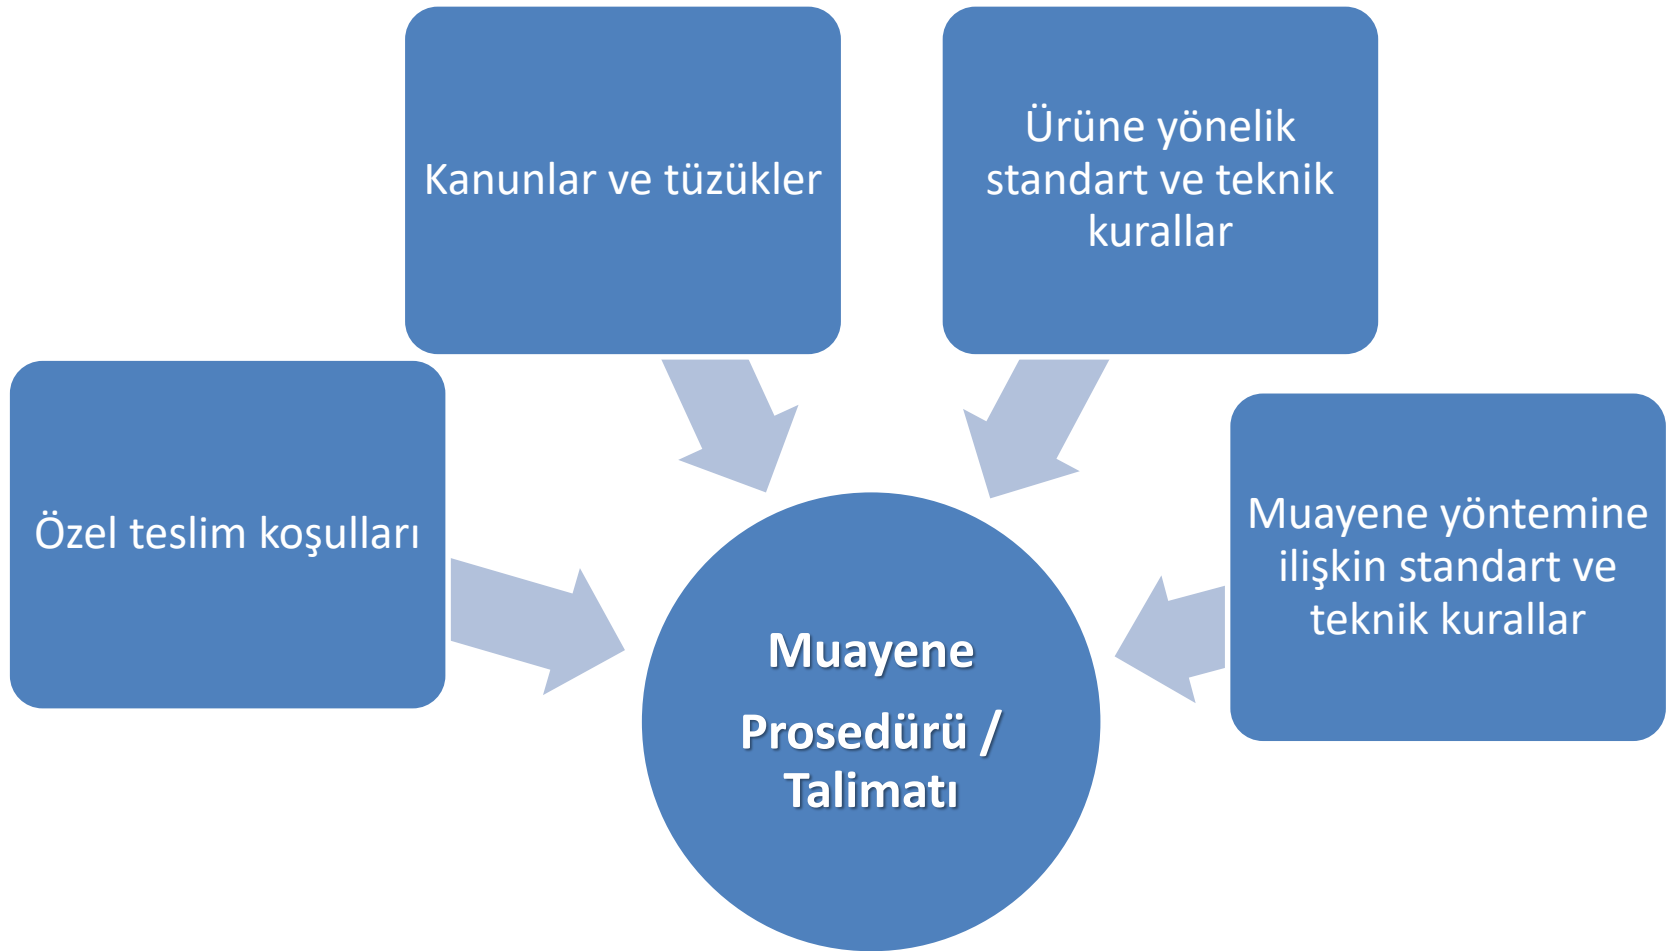 Kanunlar ve tüzükler
Ürüne yönelik
standart ve teknik
kurallar
Özel teslim koşulları
Muayene yöntemine
ilişkin standart ve
teknik kurallar
Muayene
Prosedürü /
Talimatı